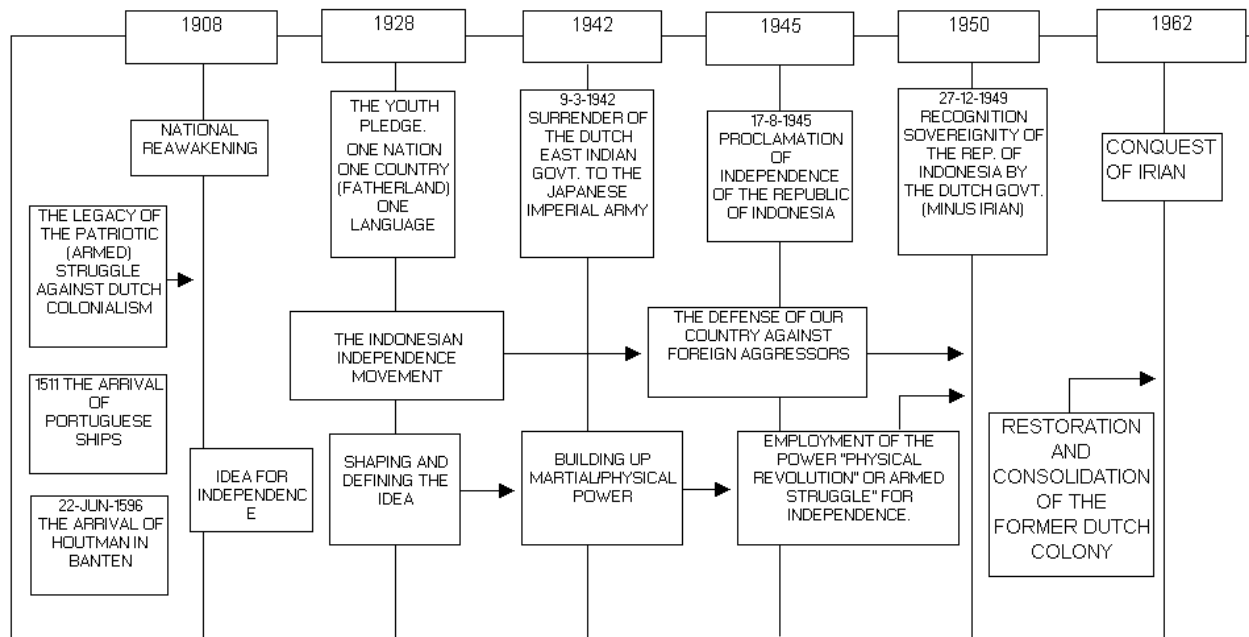 1908
1928
1942
1945
1950
1962
NATIONAL
REAWAKENING
THE YOUTH
PLEDGE.
ONE NATION
ONE COUNTRY
(FATHERLAND)
ONE
LANGUAGE
9-3-1942
SURRENDER OF
THE DUTCH
EAST INDIAN
GOVT. TO THE
JAPANESE
IMPERIAL ARMY
17-8-1945
PROCLAMATION
OF
INDEPENDENCE
OF THE REPUBLIC
OF INDONESIA
27-12-1949
RECOGNITION
SOVEREIGNITY OF
THE REP. OF
INDONESIA BY
THE DUTCH GOVT.
(MINUS IRIAN)
CONQUEST
OF IRIAN
THE LEGACY OF
THE PATRIOTIC
(ARMED)
STRUGGLE
AGAINST DUTCH
COLONIALISM
THE INDONESIAN
INDEPENDENCE
MOVEMENT
THE DEFENSE OF OUR
COUNTRY AGAINST
FOREIGN AGGRESSORS
1511 THE ARRIVAL
OF
PORTUGUESE
SHIPS
IDEA FOR
INDEPENDENC
E
SHAPING AND
DEFINING THE
IDEA
BUILDING UP
MARTIAL/PHYSICAL
POWER
EMPLOYMENT OF THE
POWER "PHYSICAL
REVOLUTION" OR ARMED
STRUGGLE" FOR
INDEPENDENCE.
RESTORATION
AND
CONSOLIDATION
OF THE
FORMER DUTCH
COLONY
22-JUN-1596
THE ARRIVAL OF
HOUTMAN IN
BANTEN